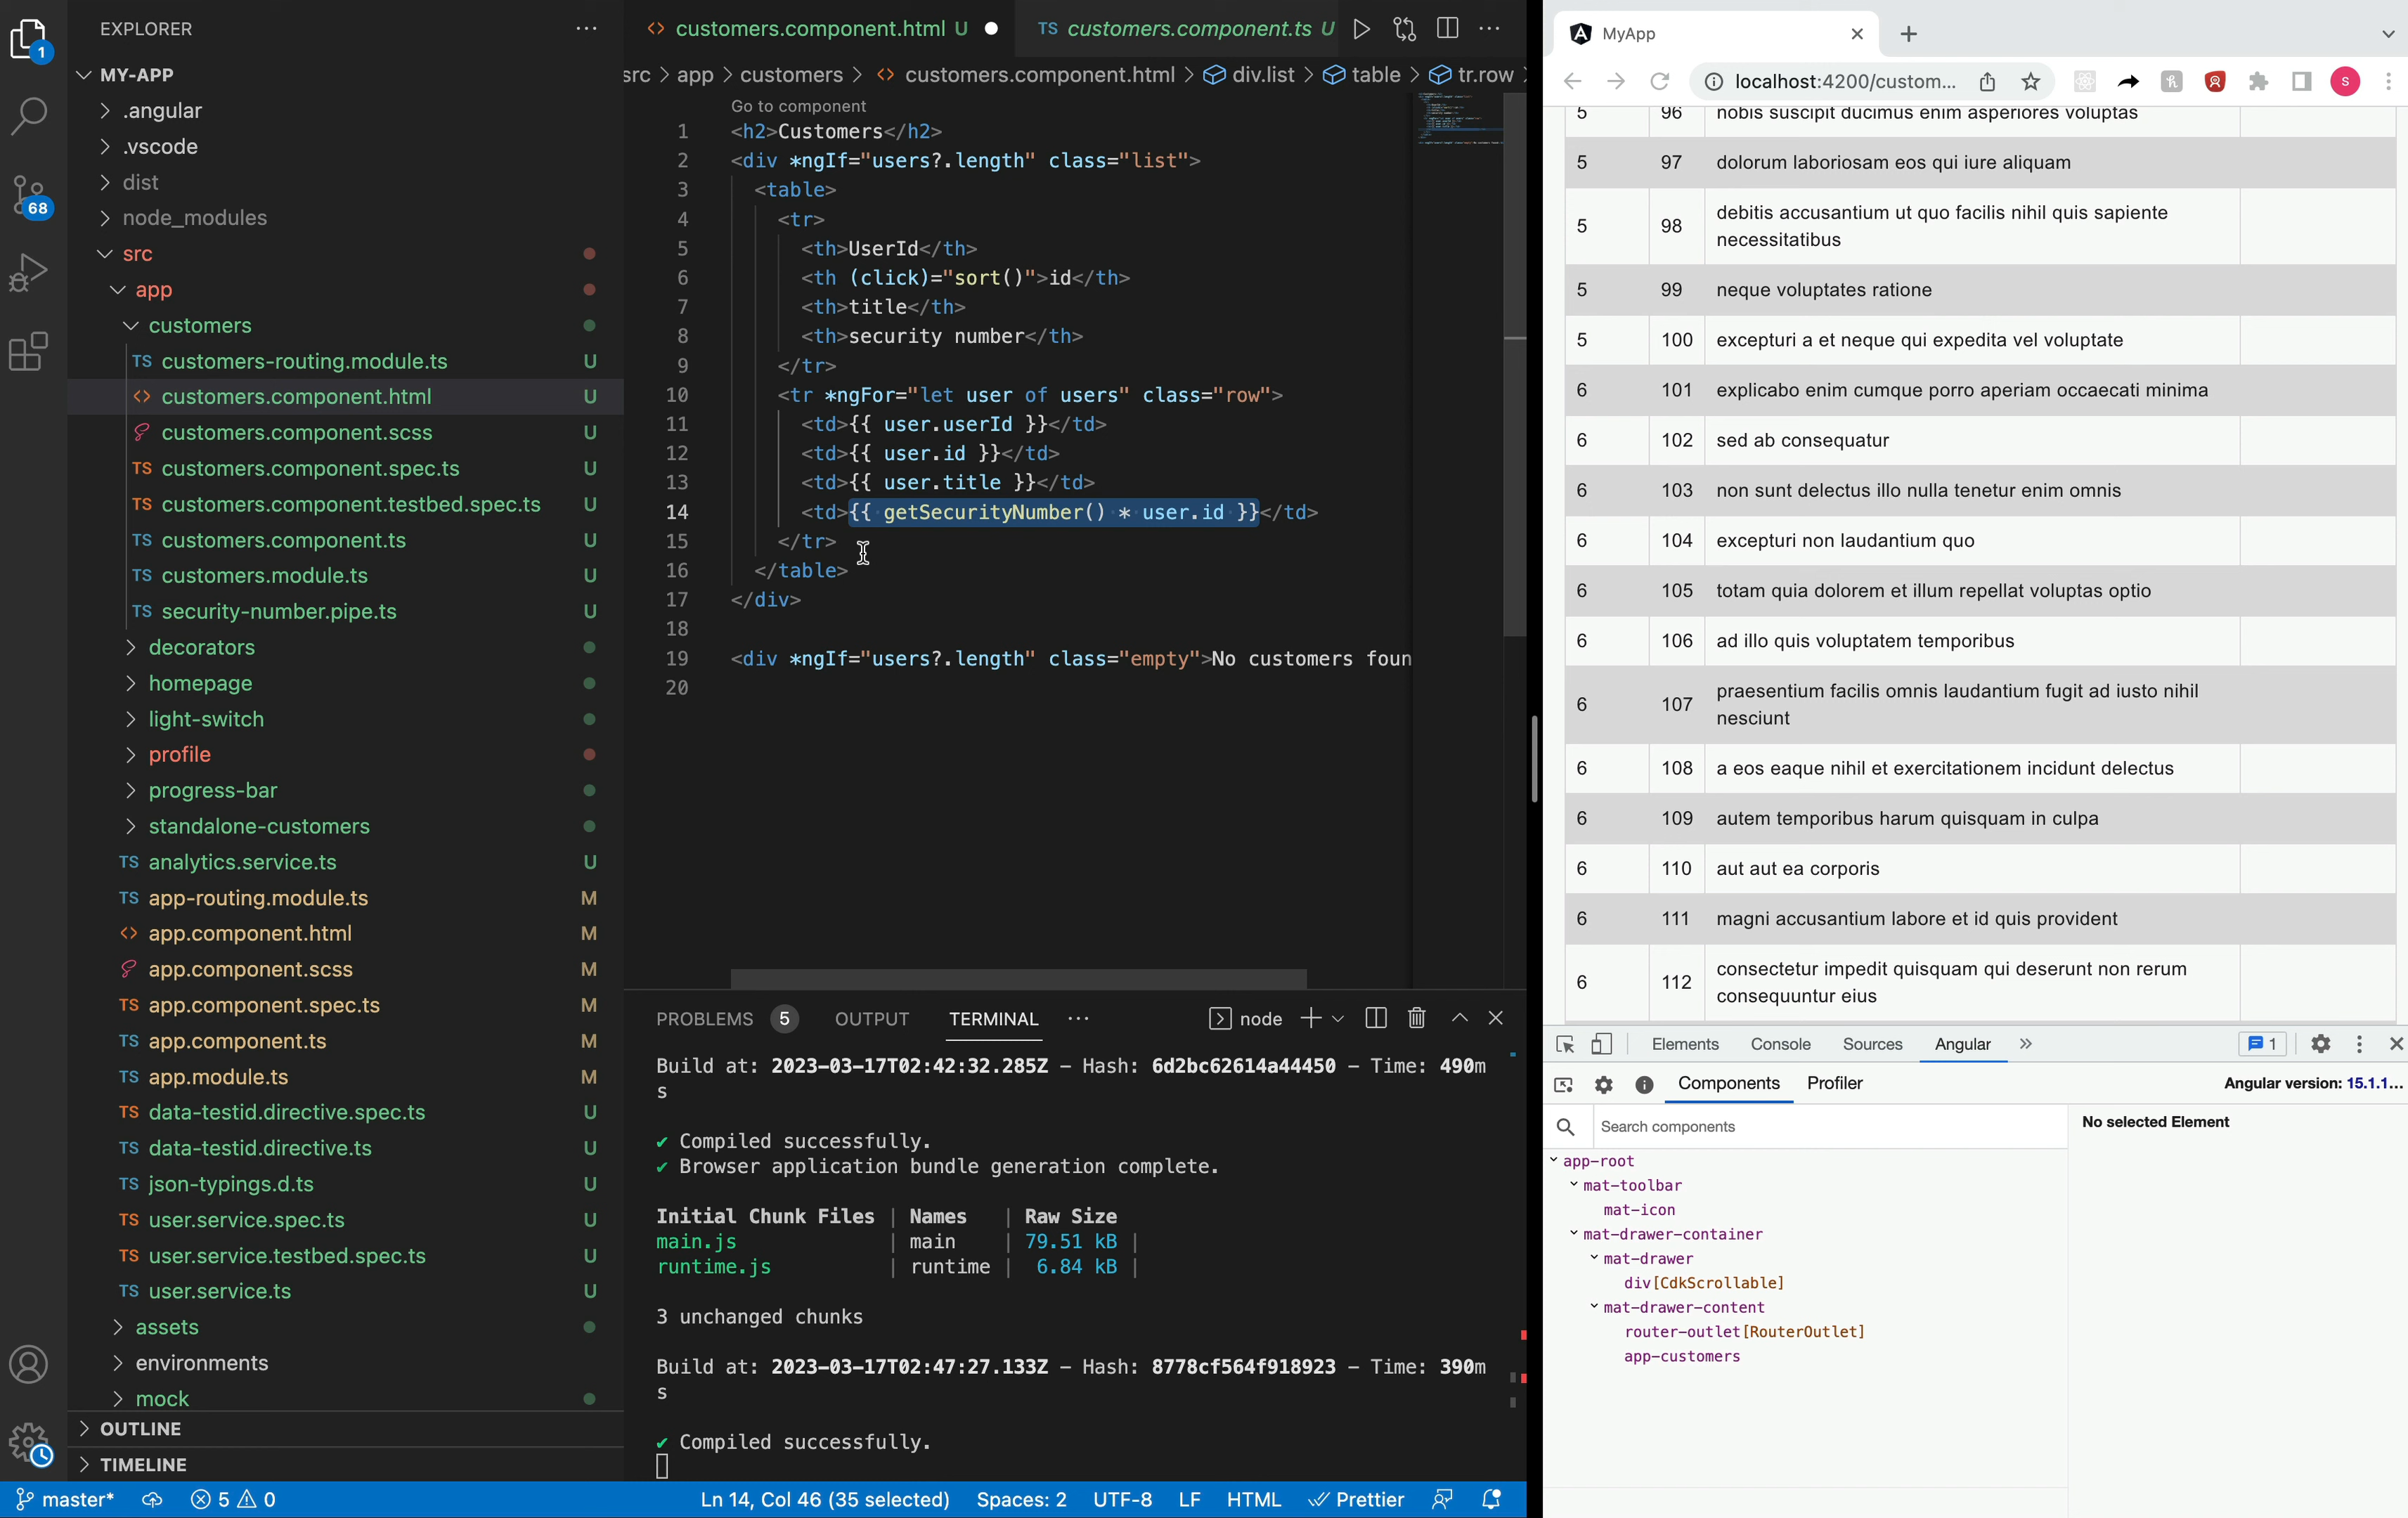 EXPLORER
MY-APP
.angular
.vscode
dist
node_modules
src
app
customers
TS customers-routing.module.ts U
<> customers.component.html U
customers.component.scss U
TS customers.component.spec.ts U
TS customers.component.testbed.spec.ts U
TS customers.component.ts U
TS customers.module.ts U
TS security-number.pipe.ts U
decorators
homepage
light-switch
profile
progress-bar
standalone-customers
TS analytics.service.ts U
TS app-routing.module.ts M
<> app.component.html M
app.component.scss M
TS app.component.spec.ts M
TS app.component.ts M
TS app.module.ts M
TS data-testid.directive.spec.ts U
TS data-testid.directive.ts U
TS json-typings.d.ts U
TS user.service.spec.ts U
TS user.service.testbed.spec.ts U
TS user.service.ts U
assets
environments
mock
OUTLINE
TIMELINE
1
68
<> customers.component.html U
TS customers.component.ts U
src > app > customers > <> customers.component.html > div.list > table > tr.row >
Go to component
1 <h2>Customers</h2>
2 <div *ngIf="users?.length" class="list">
3 <table>
4 <tr>
5 <th>UserId</th>
6 <th (click)="sort()">id</th>
7 <th>title</th>
8 <th>security number</th>
9 </tr>
10 <tr *ngFor="let user of users" class="row">
11 <td>{{ user.userId }}</td>
12 <td>{{ user.id }}</td>
13 <td>{{ user.title }}</td>
14 <td>{{ getSecurityNumber() * user.id }}</td>
15 </tr>
16 </table>
17 </div>
18
19 <div *ngIf="users?.length" class="empty">No customers foun
20
PROBLEMS 5 OUTPUT TERMINAL
node
Build at: 2023-03-17T02:42:32.285Z - Hash: 6d2bc62614a44450 - Time: 490m
s
✔ Compiled successfully.
✔ Browser application bundle generation complete.
Initial Chunk Files | Names | Raw Size
main.js | main | 79.51 kB |
runtime.js | runtime | 6.84 kB |
3 unchanged chunks
Build at: 2023-03-17T02:47:27.133Z - Hash: 8778cf564f918923 - Time: 390m
s
✔ Compiled successfully.
master* 5 0
Ln 14, Col 46 (35 selected) Spaces: 2 UTF-8 LF HTML Prettier
MyApp
localhost:4200/custom...
S
5 96 nobis suscipit ducimus enim asperiores voluptas
5 97 dolorum laboriosam eos qui iure aliquam
5 98 debitis accusantium ut quo facilis nihil quis sapiente
necessitatibus
5 99 neque voluptates ratione
5 100 excepturi a et neque qui expedita vel voluptate
6 101 explicabo enim cumque porro aperiam occaecati minima
6 102 sed ab consequatur
6 103 non sunt delectus illo nulla tenetur enim omnis
6 104 excepturi non laudantium quo
6 105 totam quia dolorem et illum repellat voluptas optio
6 106 ad illo quis voluptatem temporibus
6 107 praesentium facilis omnis laudantium fugit ad iusto nihil
nesciunt
6 108 a eos eaque nihil et exercitationem incidunt delectus
6 109 autem temporibus harum quisquam in culpa
6 110 aut aut ea corporis
6 111 magni accusantium labore et id quis provident
6 112 consectetur impedit quisquam qui deserunt non rerum
consequuntur eius
Elements Console Sources Angular 1
Components Profiler Angular version: 15.1.1...
Search components
No selected Element
app-root
mat-toolbar
mat-icon
mat-drawer-container
mat-drawer
div[CdkScrollable]
mat-drawer-content
router-outlet[RouterOutlet]
app-customers